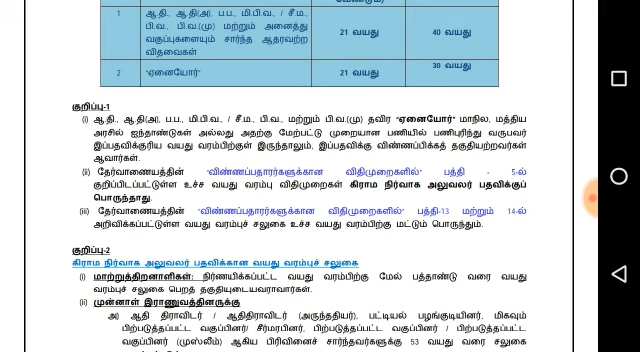 வேண்டும்)
1 ஆ.தி., ஆ.தி(அ), ப.ப., மி.பி.வ., / சீ.ம., பி.வ., பி.வ.(மு) மற்றும் அனைத்து வகுப்புகளையும் சார்ந்த ஆதரவற்ற விதவைகள் 21 வயது 40 வயது
2 "ஏனையோர்" 21 வயது 30 வயது
குறிப்பு-1
(i) ஆ.தி., ஆ.தி(அ), ப.ப., மி.பி.வ., / சீ.ம., பி.வ., மற்றும் பி.வ.(மு) தவிர "ஏனையோர்" மாநில, மத்திய
அரசில் ஐந்தாண்டுகள் அல்லது அதற்கு மேற்பட்டு முறையான பணியில் பணிபுரிந்து வருபவர்
இப்பதவிக்குரிய வயது வரம்பிற்குள் இருந்தாலும், இப்பதவிக்கு விண்ணப்பிக்கத் தகுதியற்றவர்கள்
ஆவார்கள்.
(ii) தேர்வாணையத்தின் "விண்ணப்பதாரர்களுக்கான விதிமுறைகளில்" பத்தி - 5-ல்
குறிப்பிடப்பட்டுள்ள உச்ச வயது வரம்பு விதிமுறைகள் கிராம நிர்வாக அலுவலர் பதவிக்குப்
பொருந்தாது.
(iii) தேர்வாணையத்தின் "விண்ணப்பதாரர்களுக்கான விதிமுறைகளில்" பத்தி-13 மற்றும் 14-ல்
அறிவிக்கப்பட்டுள்ள வயது வரம்புச் சலுகை உச்ச வயது வரம்பிற்கு மட்டும் பொருந்தும்.
குறிப்பு-2
கிராம நிர்வாக அலுவலர் பதவிக்கான வயது வரம்புச் சலுகை
(i) மாற்றுத்திறனாளிகள்: நிர்ணயிக்கப்பட்ட வயது வரம்பிற்கு மேல் பத்தாண்டு வரை வயது
வரம்புச் சலுகை பெறத் தகுதியுடையவராவார்கள்.
(ii) முன்னாள் இராணுவத்தினருக்கு
அ) ஆதி திராவிடர் / ஆதிதிராவிடர் (அருந்ததியர்), பட்டியல் பழங்குடியினர், மிகவும்
பிற்படுத்தப்பட்ட வகுப்பினர்/ சீர்மரபினர், பிற்படுத்தப்பட்ட வகுப்பினர் / பிற்படுத்தப்பட்ட
வகுப்பினர் (முஸ்லீம்) ஆகிய பிரிவினைச் சார்ந்தவர்களுக்கு 53 வயது வரை சலுகை